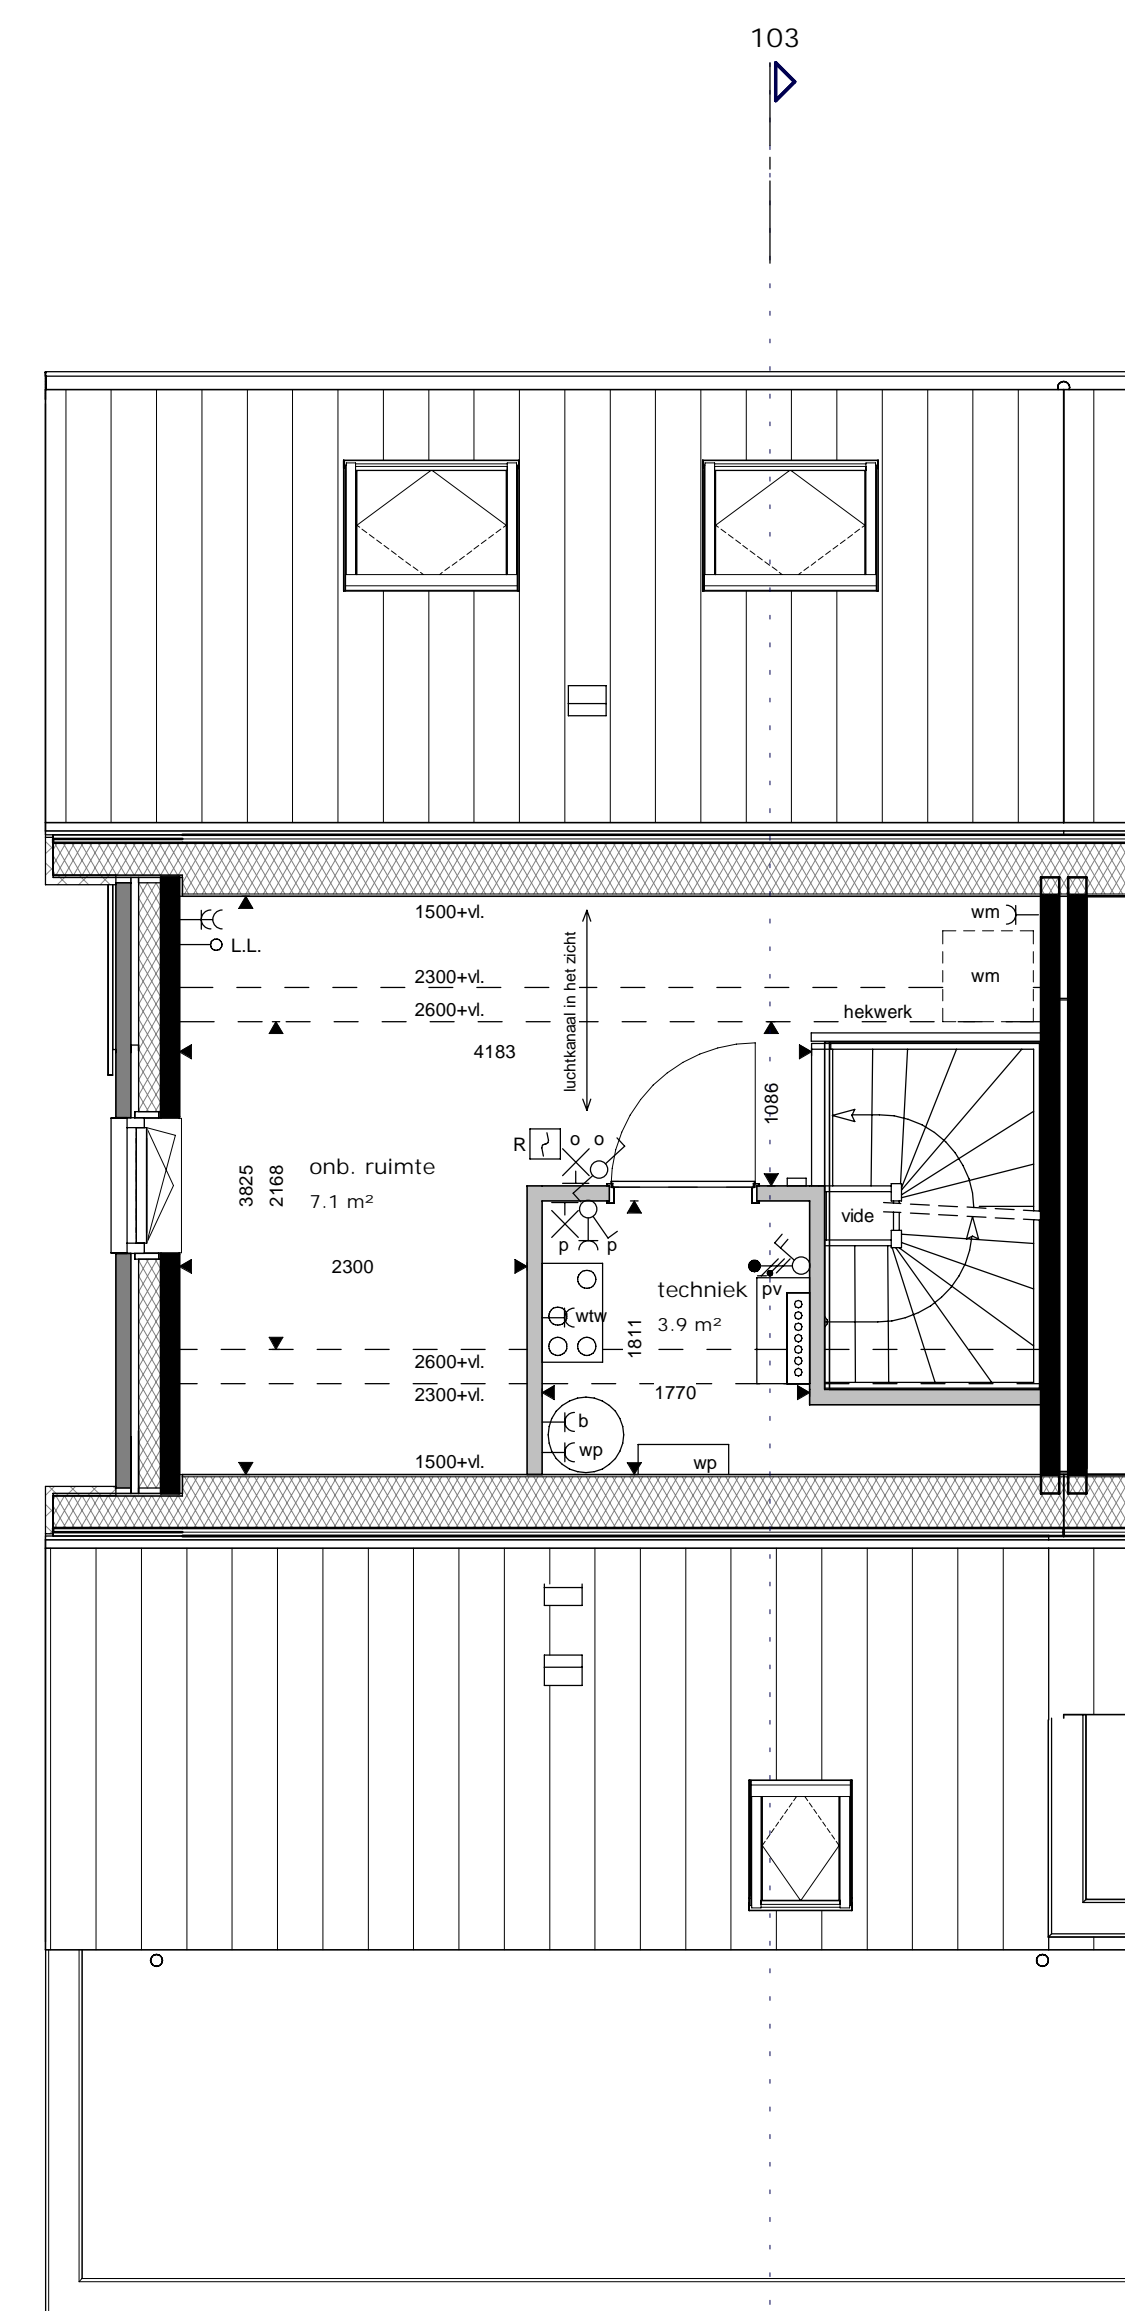 103
1500+vl.
wm
L.L.
2300+vl.
wm
2600+vl.
hekwerk
4183
luchtkanaal in het zicht
1086
R
o o
onb. ruimte
7.1 m²
3825
2168
vide
p p
2300
techniek
pv
wtw
3.9 m²
1811
2600+vl.
2300+vl.
1770
b
wp
1500+vl.
wp